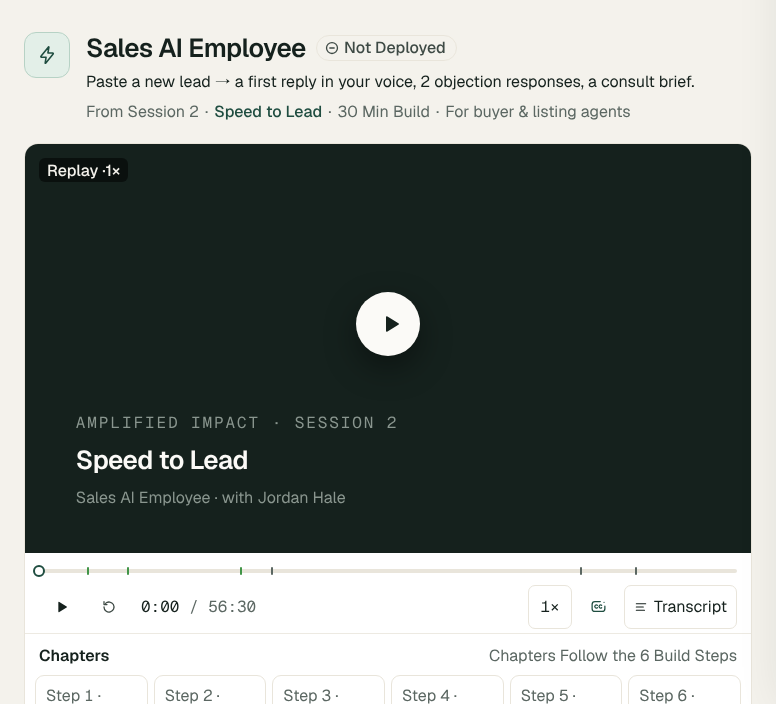 Sales AI Employee
Not Deployed
Paste a new lead → a first reply in your voice, 2 objection responses, a consult brief.
From Session 2 · Speed to Lead · 30 Min Build · For buyer & listing agents
Replay ·1×
AMPLIFIED IMPACT · SESSION 2
Speed to Lead
Sales AI Employee · with Jordan Hale
0:00 / 56:30
1×
CC
Transcript
Chapters
Chapters Follow the 6 Build Steps
Step 1 ·
Step 2 ·
Step 3 ·
Step 4 ·
Step 5 ·
Step 6 ·